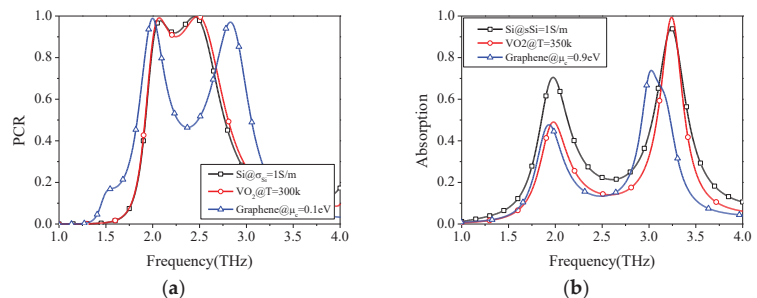 1.0
0.8
0.6
0.4
0.2
0.0
PCR
Si@σSi=1S/m
VO2@T=300k
Graphene@μc=0.1eV
1.0 1.5 2.0 2.5 3.0 3.5 4.0
Frequency(THz)
(a)
1.0
0.8
0.6
0.4
0.2
0.0
Absorption
Si@sSi=1S/m
VO2@T=350k
Graphene@μc=0.9eV
1.0 1.5 2.0 2.5 3.0 3.5 4.0
Frequency(THz)
(b)